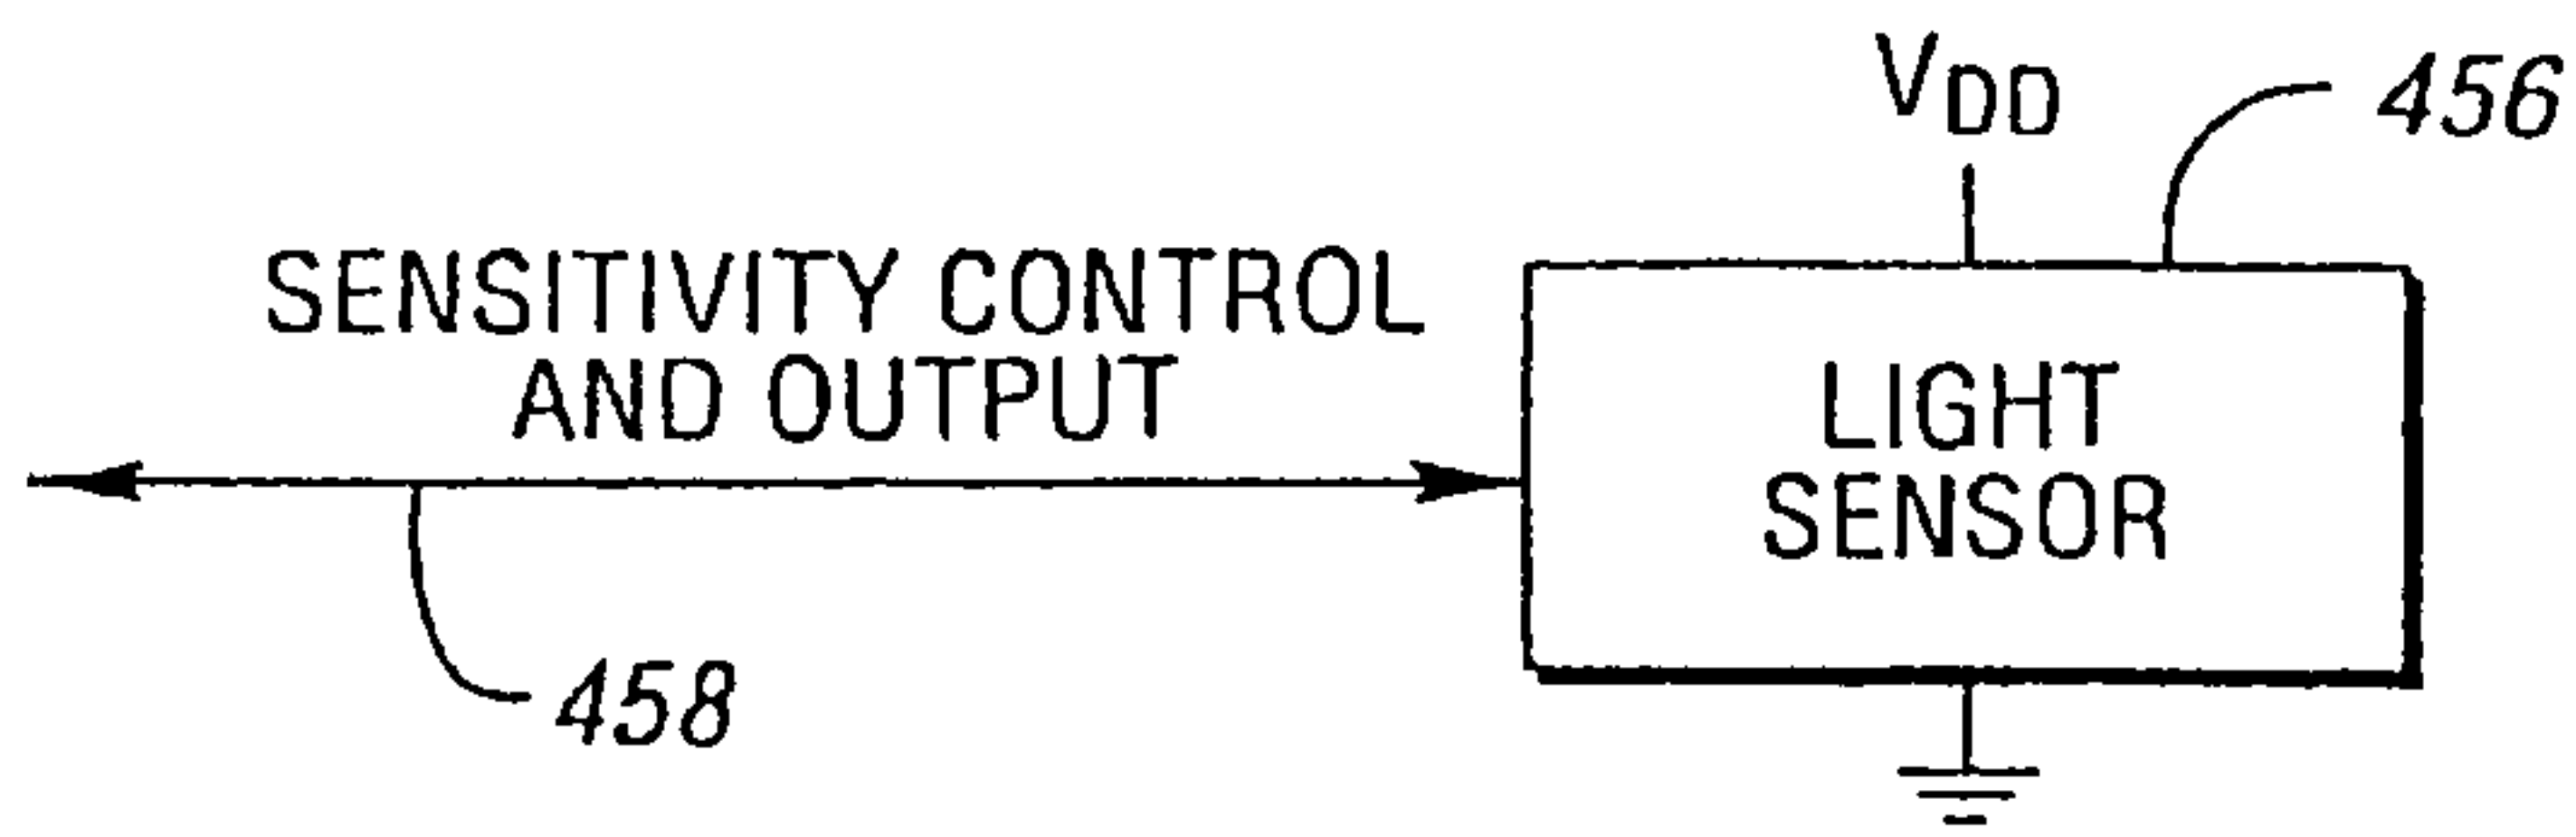 VDD
456
SENSITIVITY CONTROL
AND OUTPUT
LIGHT
SENSOR
458